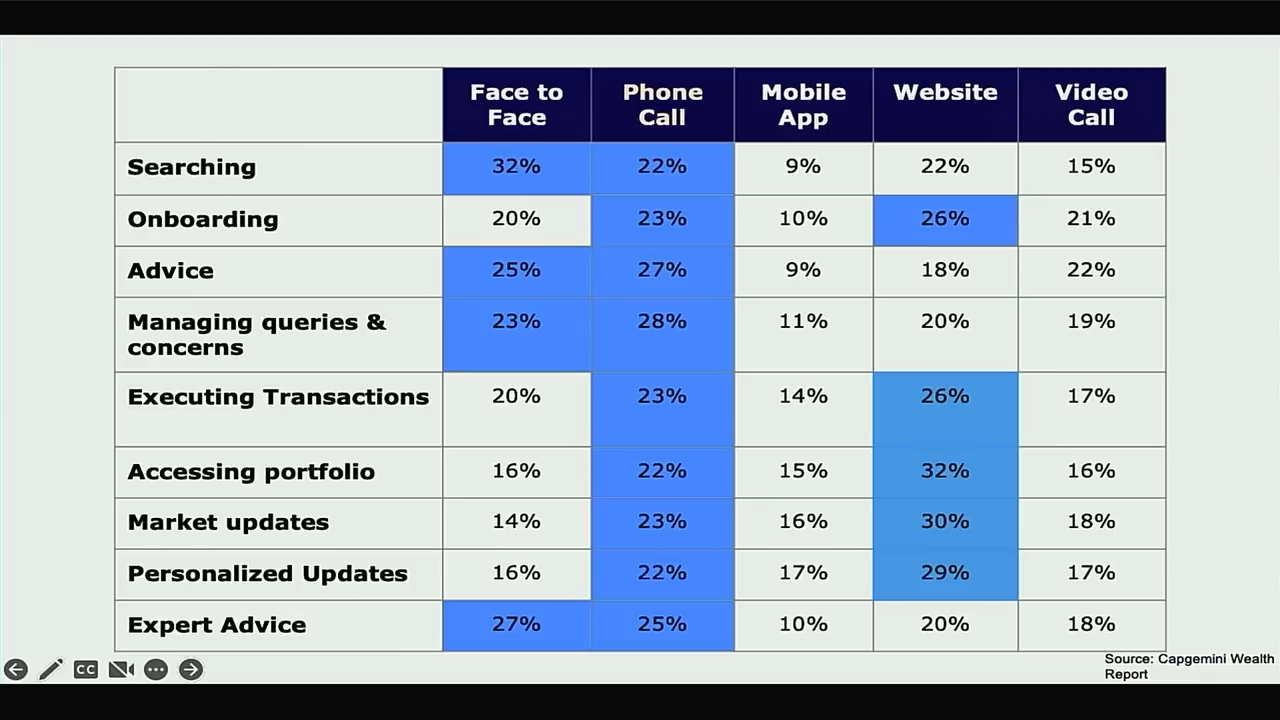 Face to Face Phone Call Mobile App Website Video Call
Searching 32% 22% 9% 22% 15%
Onboarding 20% 23% 10% 26% 21%
Advice 25% 27% 9% 18% 22%
Managing queries & concerns 23% 28% 11% 20% 19%
Executing Transactions 20% 23% 14% 26% 17%
Accessing portfolio 16% 22% 15% 32% 16%
Market updates 14% 23% 16% 30% 18%
Personalized Updates 16% 22% 17% 29% 17%
Expert Advice 27% 25% 10% 20% 18%
CC
Source: Capgemini Wealth
Report